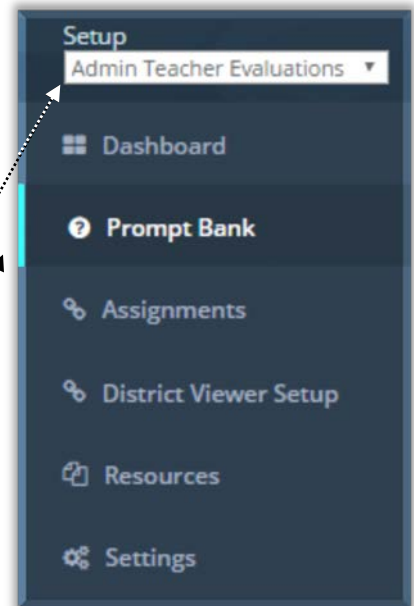 Setup
Admin Teacher Evaluations
Dashboard
Prompt Bank
Assignments
District Viewer Setup
Resources
Settings